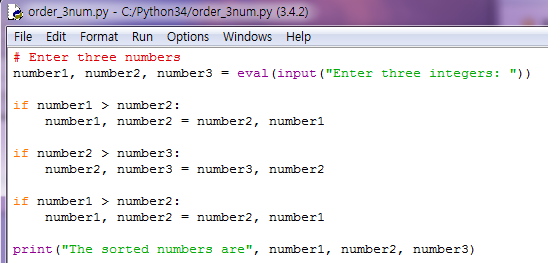 order_3num.py - C:/Python34/order_3num.py (3.4.2)
File Edit Format Run Options Windows Help
# Enter three numbers
number1, number2, number3 = eval(input("Enter three integers: "))
if number1 > number2:
    number1, number2 = number2, number1
if number2 > number3:
    number2, number3 = number3, number2
if number1 > number2:
    number1, number2 = number2, number1
print("The sorted numbers are", number1, number2, number3)